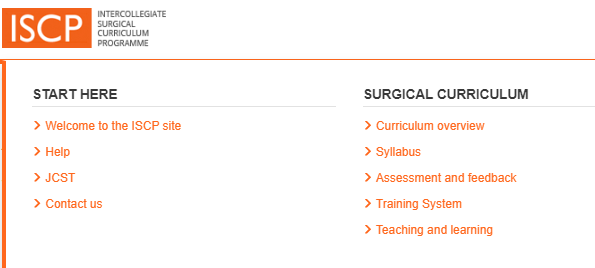 ISCP
INTERCOLLEGIATE
SURGICAL
CURRICULUM
PROGRAMME
START HERE
Welcome to the ISCP site
Help
JCST
Contact us
SURGICAL CURRICULUM
Curriculum overview
Syllabus
Assessment and feedback
Training System
Teaching and learning